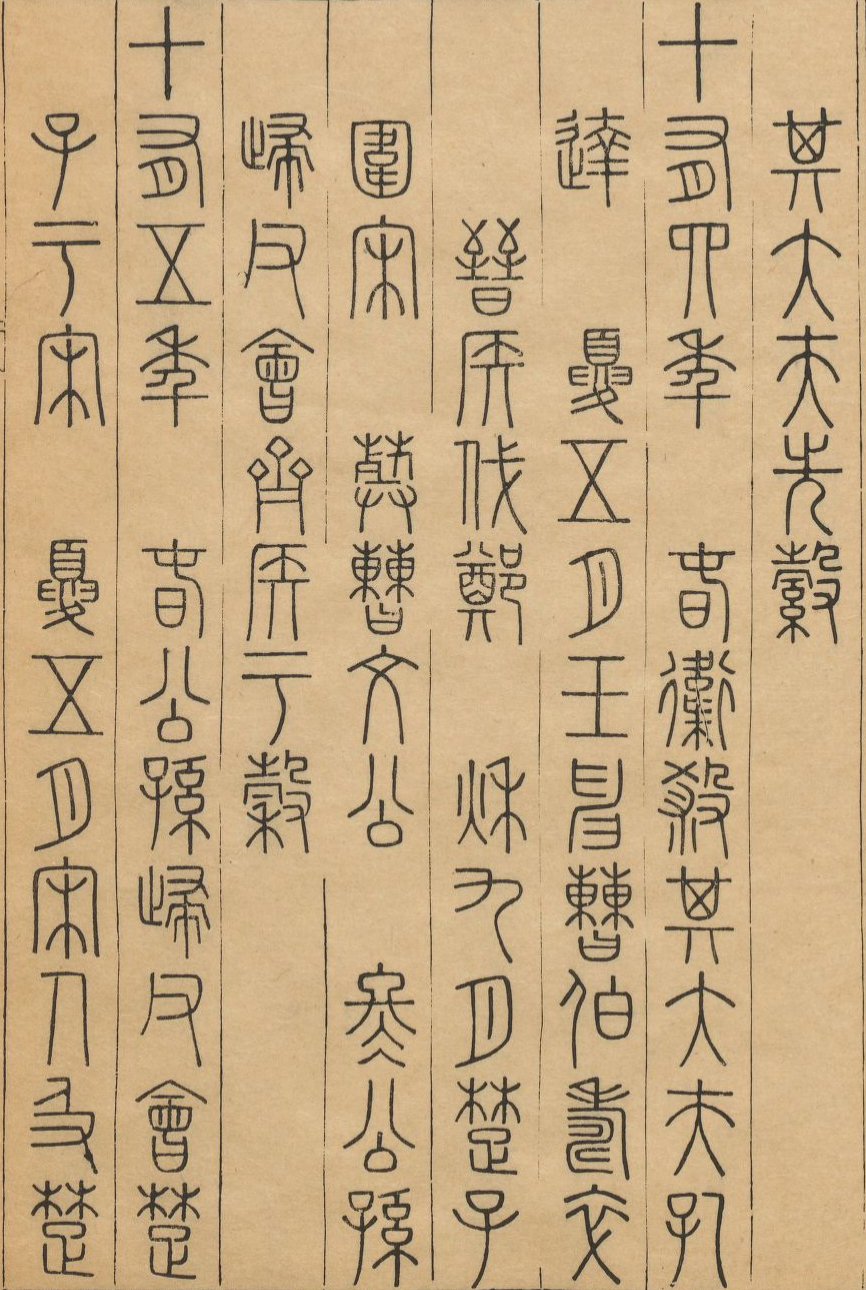 其大夫先縠
十有四年　春衛殺其大夫孔
達　夏五月壬申曹伯壽卒
晉侯伐鄭　秋九月楚子
圍宋　葬曹文公　冬公孫
歸父會齊侯于穀
十有五年　春公孫歸父會楚
子于宋　夏五月宋人及楚